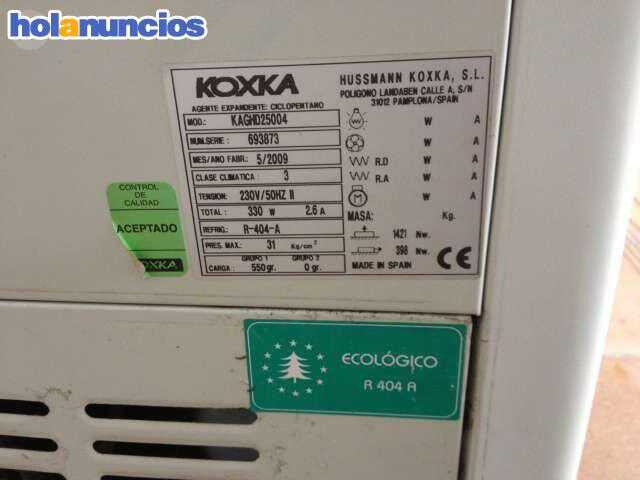 holanuncios
KOXKA
HUSSMANN KOXKA, S.L.
POLIGONO LANDABEN CALLE A, S/N
31012 PAMPLONA/SPAIN
AGENTE EXPANDENTE: CICLOPENTANO
MOD.: KAGHD25004
NUM.SERIE: 693873
MES/ANO FABR.: 5/2009
CLASE CLIMATICA: 3
TENSION: 230V/50HZ II
TOTAL: 330 W 2.6 A
REFRIG.: R-404-A
PRES. MAX.: 31 Kg/cm²
GRUPO 1 GRUPO 2
CARGA: 550gr. 0 gr.
W A
W A
R.D W A
R.A W A
M W A
MASA: Kg.
1421 Nw.
398 Nw.
MADE IN SPAIN CE
CONTROL
DE
CALIDAD
ACEPTADO
KOXKA
ECOLÓGICO
R 404 A